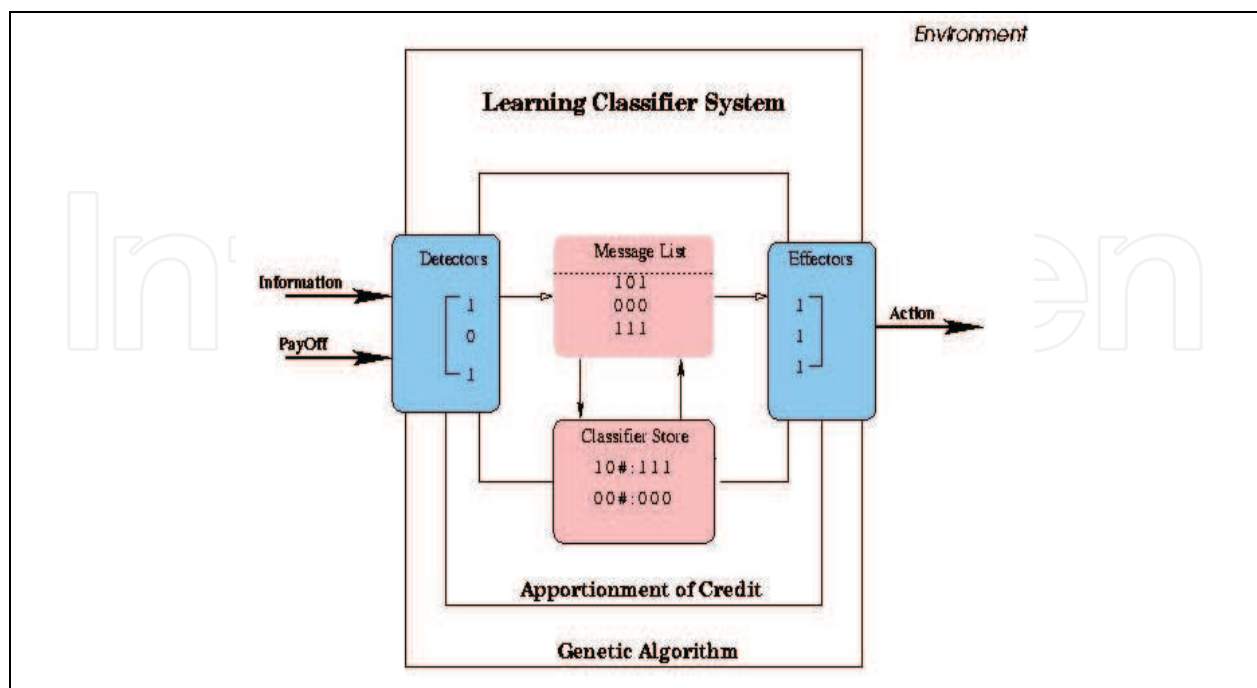 Environment
Learning Classifier System
Information
PayOff
Detectors
1
0
1
Message List
101
000
111
Effectors
1
1
1
Action
Classifier Store
10#:111
00#:000
Apportionment of Credit
Genetic Algorithm